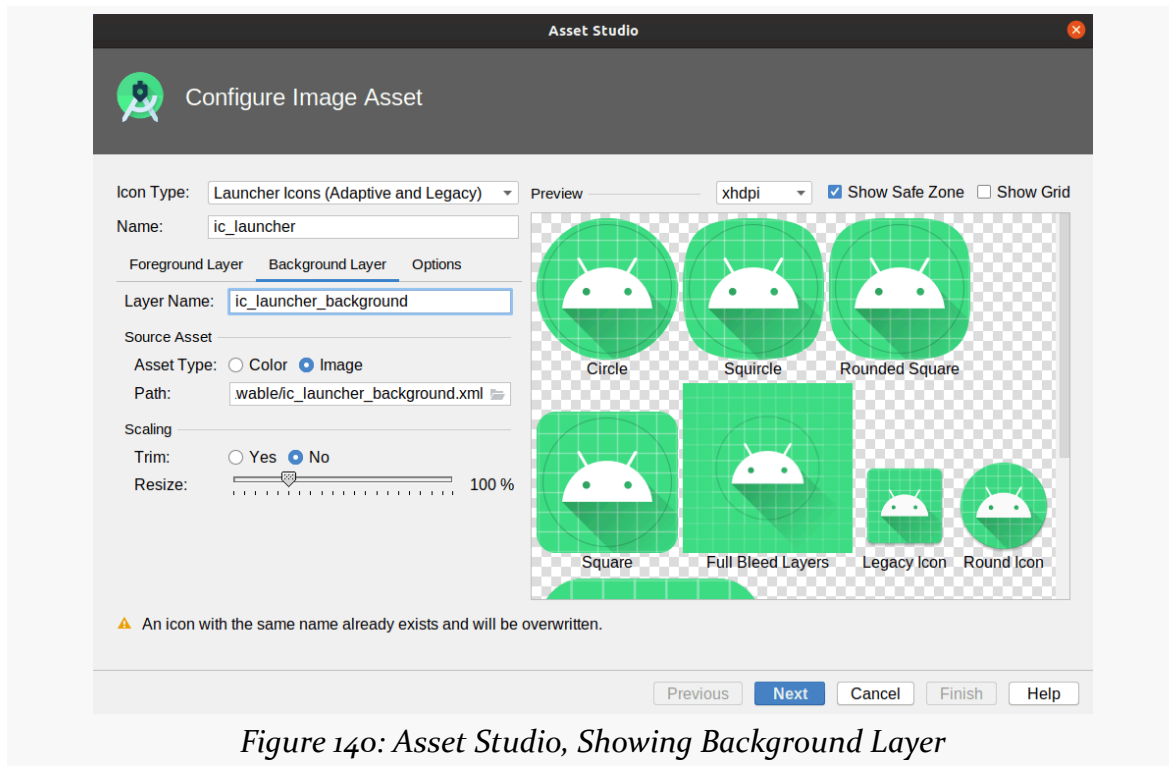 Asset Studio
Configure Image Asset
Icon Type: Launcher Icons (Adaptive and Legacy)
Name: ic_launcher
Foreground Layer Background Layer Options
Layer Name: ic_launcher_background
Source Asset
Asset Type: Color Image
Path: .wable/ic_launcher_background.xml
Scaling
Trim: Yes No
Resize: 100 %
Preview xhdpi Show Safe Zone Show Grid
Circle Squircle Rounded Square
Square Full Bleed Layers Legacy Icon Round Icon
An icon with the same name already exists and will be overwritten.
Previous Next Cancel Finish Help
Figure 140: Asset Studio, Showing Background Layer